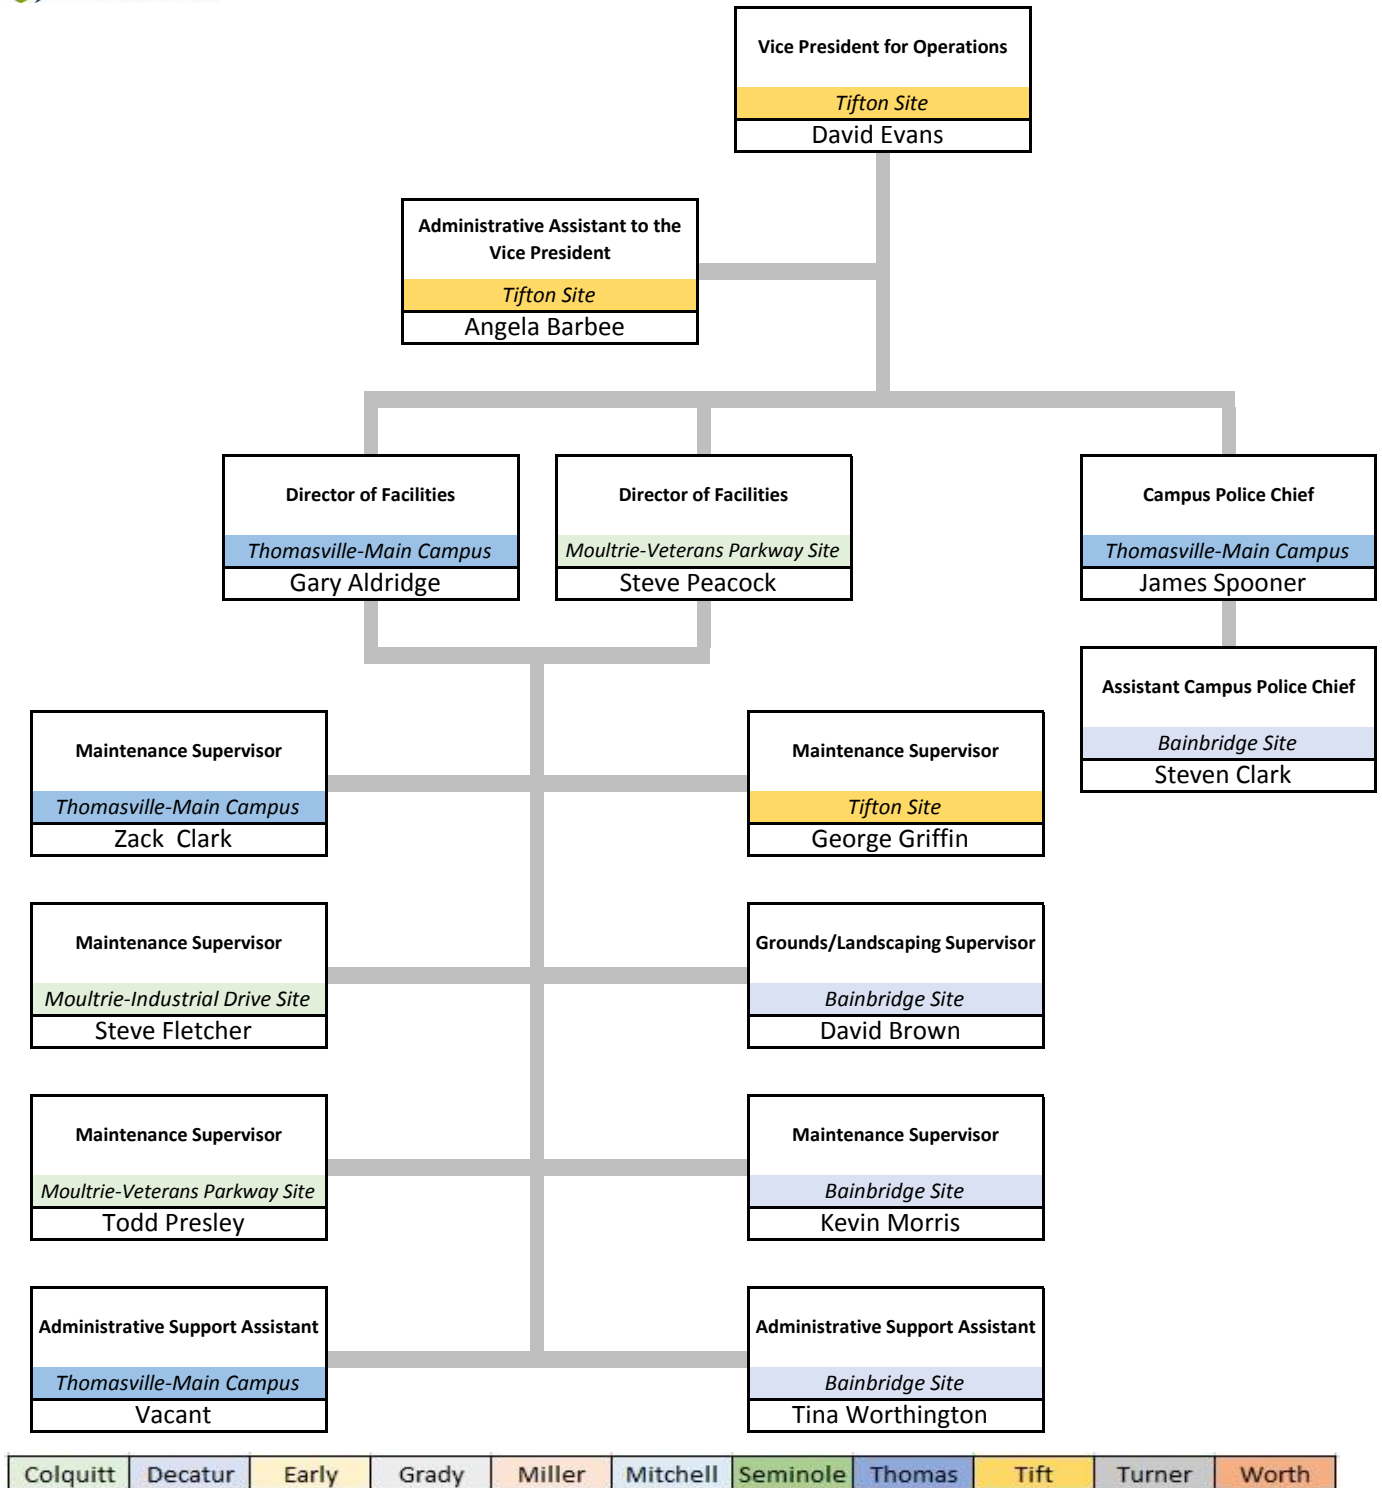 Vice President for Operations
Tifton Site
David Evans
Administrative Assistant to the
Vice President
Tifton Site
Angela Barbee
Director of Facilities
Thomasville-Main Campus
Gary Aldridge
Director of Facilities
Moultrie-Veterans Parkway Site
Steve Peacock
Campus Police Chief
Thomasville-Main Campus
James Spooner
Assistant Campus Police Chief
Bainbridge Site
Steven Clark
Maintenance Supervisor
Thomasville-Main Campus
Zack  Clark
Maintenance Supervisor
Tifton Site
George Griffin
Maintenance Supervisor
Moultrie-Industrial Drive Site
Steve Fletcher
Grounds/Landscaping Supervisor
Bainbridge Site
David Brown
Maintenance Supervisor
Moultrie-Veterans Parkway Site
Todd Presley
Maintenance Supervisor
Bainbridge Site
Kevin Morris
Administrative Support Assistant
Thomasville-Main Campus
Vacant
Administrative Support Assistant
Bainbridge Site
Tina Worthington
Colquitt Decatur Early Grady Miller Mitchell Seminole Thomas Tift Turner Worth